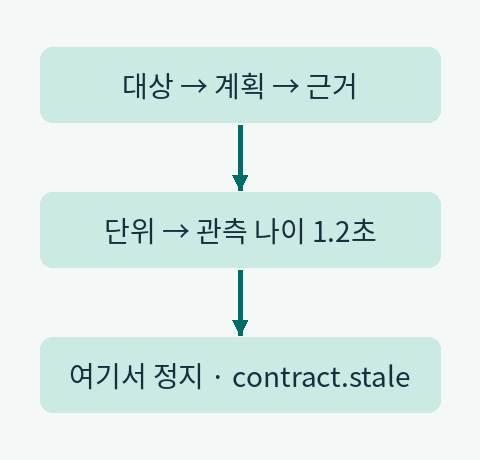 대상 → 계획 → 근거
단위 → 관측 나이 1.2초
여기서 정지 · contract.stale